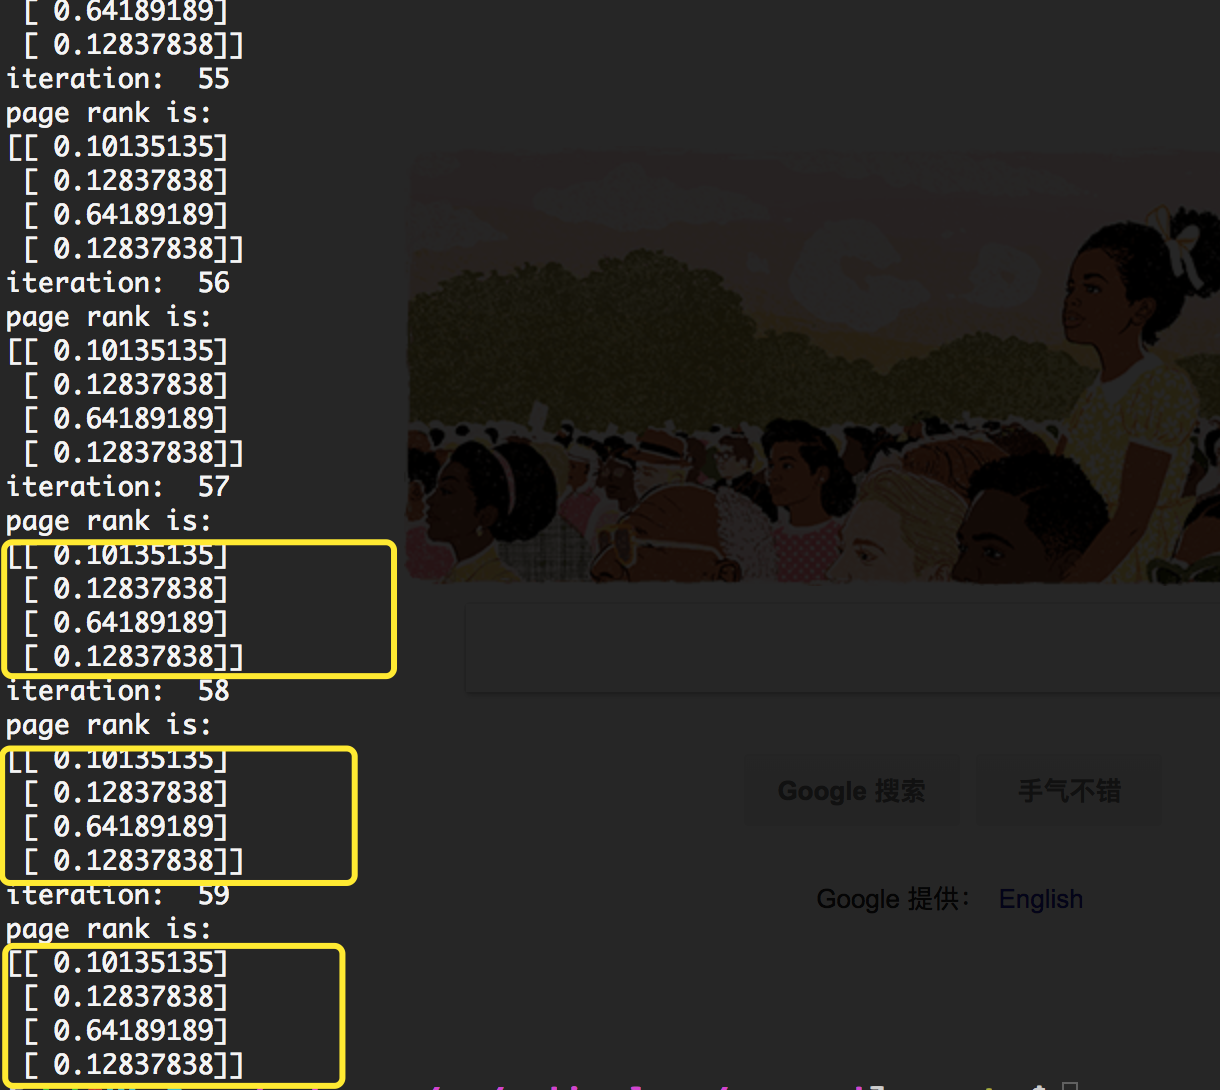 [ 0.64189189]
[ 0.12837838]]
iteration:  55
page rank is:
[[ 0.10135135]
[ 0.12837838]
[ 0.64189189]
[ 0.12837838]]
iteration:  56
page rank is:
[[ 0.10135135]
[ 0.12837838]
[ 0.64189189]
[ 0.12837838]]
iteration:  57
page rank is:
[[ 0.10135135]
[ 0.12837838]
[ 0.64189189]
[ 0.12837838]]
iteration:  58
page rank is:
[[ 0.10135135]
[ 0.12837838]
[ 0.64189189]
[ 0.12837838]]
iteration:  59
page rank is:
[[ 0.10135135]
[ 0.12837838]
[ 0.64189189]
[ 0.12837838]]
Google 搜索
手气不错
Google 提供： English